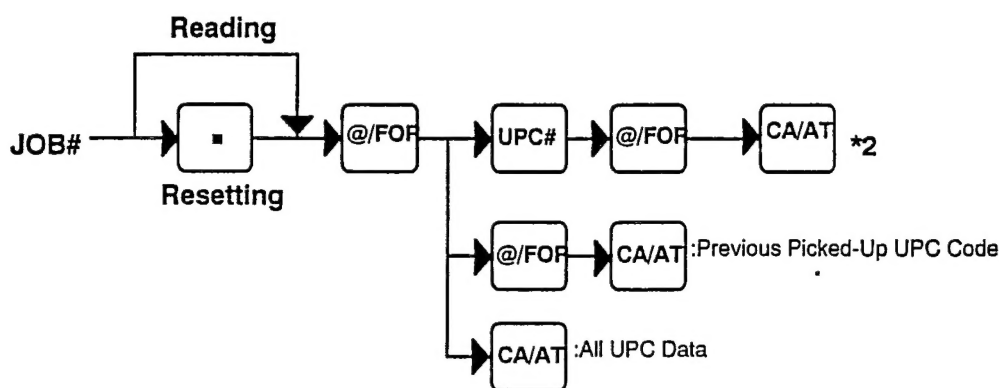 Reading
JOB# ▪ @/FOR UPC# @/FOR CA/AT *2
Resetting
@/FOR CA/AT :Previous Picked-Up UPC Code
CA/AT :All UPC Data